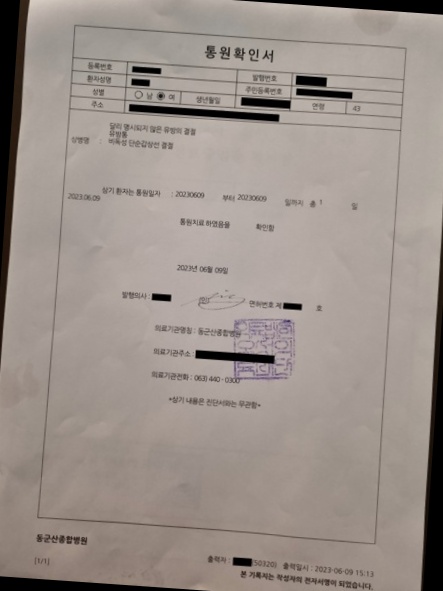 통원확인서
등록번호
발행번호
환자성명
주민등록번호
성별 남 여 생년월일 연령 43
주소
달리 명시되지 않은 유방의 결절
유방통
상병명 : 비독성 단순갑상선 결절
상기 환자는 통원일자 : 20230609 부터 20230609 일까지 총 1 일
2023.06.09
통원치료 하였음을 확인함
2023년 06월 09일
발행의사 : 면허번호 제 호
의료기관명칭 : 동군산종합병원
의료기관주소 :
의료기관전화 : 063) 440 - 0300
*상기 내용은 진단서와는 무관함*
동군산종합병원
[1/1]
출력자 : (50320) 출력일시 : 2023-06-09 15:13
본 기록지는 작성자의 전자서명이 되었습니다.